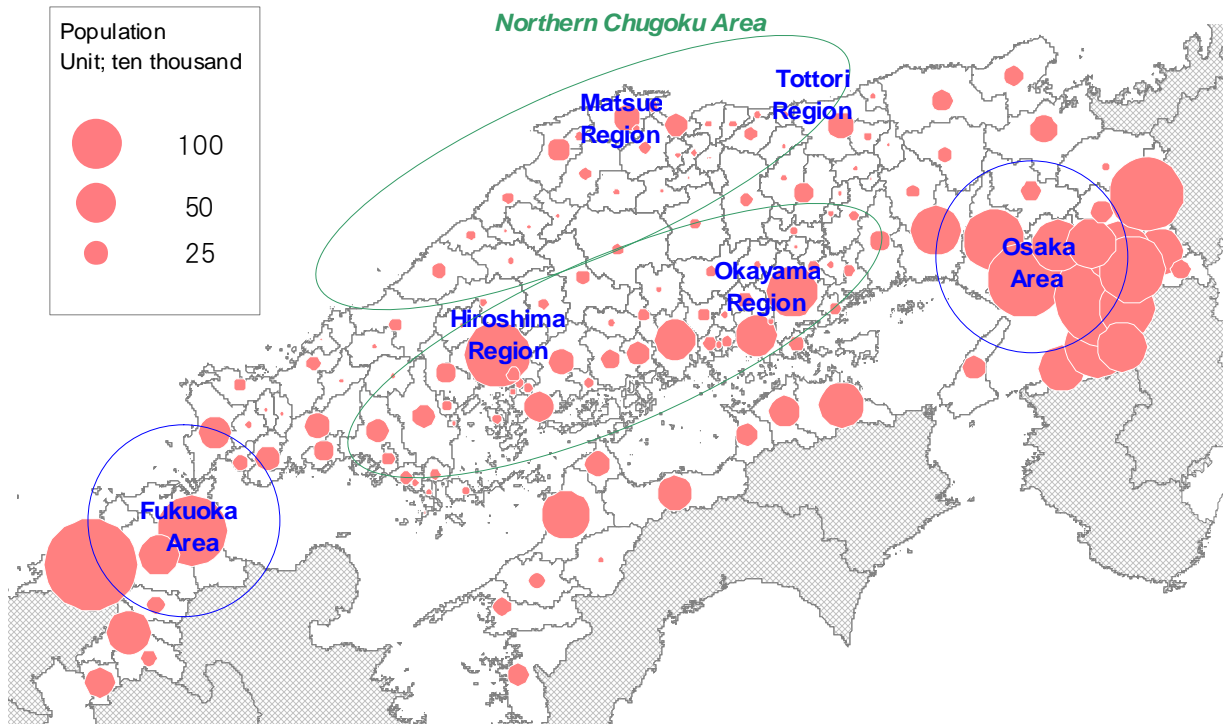 Northern Chugoku Area
Population
Unit; ten thousand
100
50
25
Matsue
Region
Tottori
Region
Osaka
Area
Okayama
Region
Hiroshima
Region
Fukuoka
Area